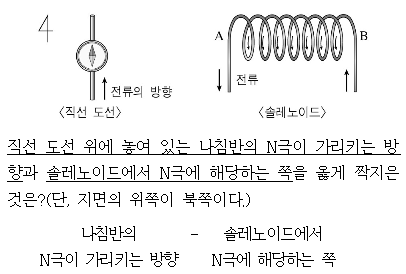 4
A
B
전류의 방향
전류
<직선 도선>
<솔레노이드>
직선 도선 위에 놓여 있는 나침반의 N극이 가리키는 방
향과 솔레노이드에서 N극에 해당하는 쪽을 옳게 짝지은
것은?(단, 지면의 위쪽이 북쪽이다.)
나침반의 - 솔레노이드에서
N극이 가리키는 방향 N극에 해당하는 쪽